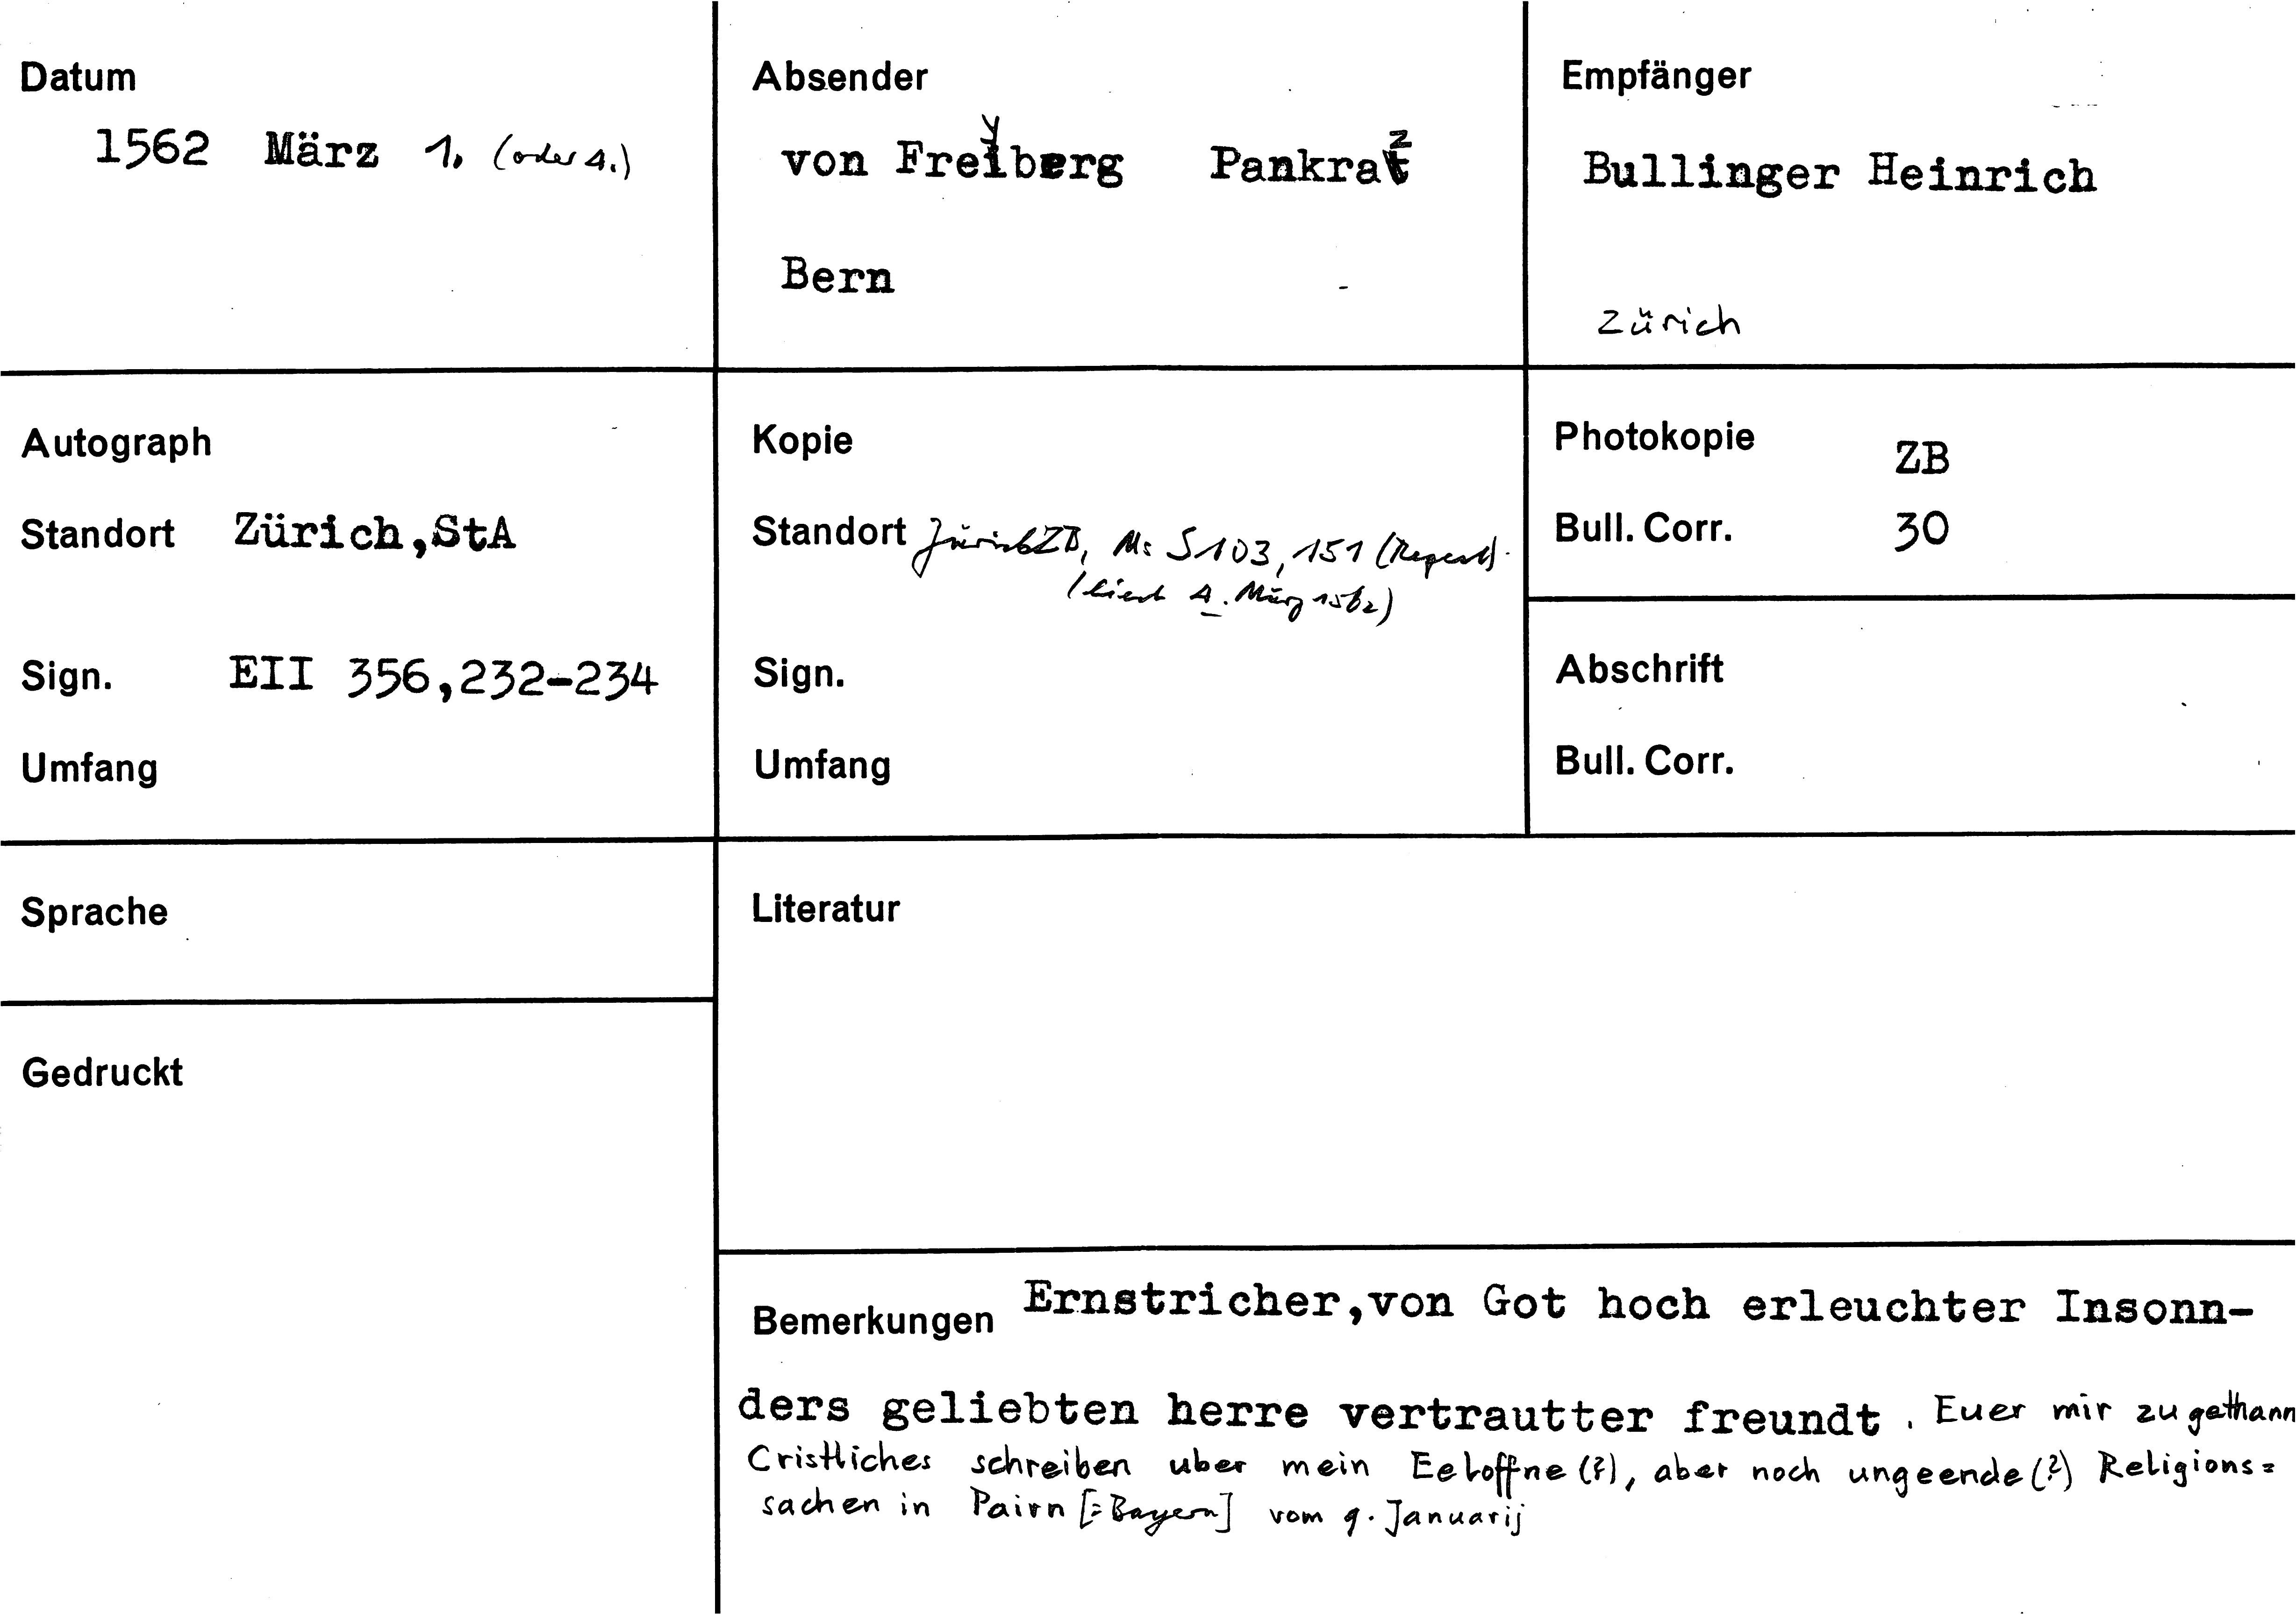 Datum
1562 März 1. (oder 4.)
Absender
von Freyberg Pankraz
Bern
Empfänger
Bullinger Heinrich
Zürich
Autograph
Standort Zürich,StA
Sign. EII 356,232-234
Umfang
Kopie
Standort Zürich ZB, Ms S 103, 151 (Regest).
(liest 4. März 1562)
Sign.
Umfang
Photokopie ZB
Bull. Corr. 30
Abschrift
Bull. Corr.
Sprache
Literatur
Gedruckt
Bemerkungen Ernstricher,von Got hoch erleuchter Insonn-
ders geliebten herre vertrautter freundt. Euer mir zugethann
Cristliches schreiben uber mein Eeloffne (?), aber noch ungeende (?) Religions=
sachen in Pairn [=Bayern] vom 9. Januarij